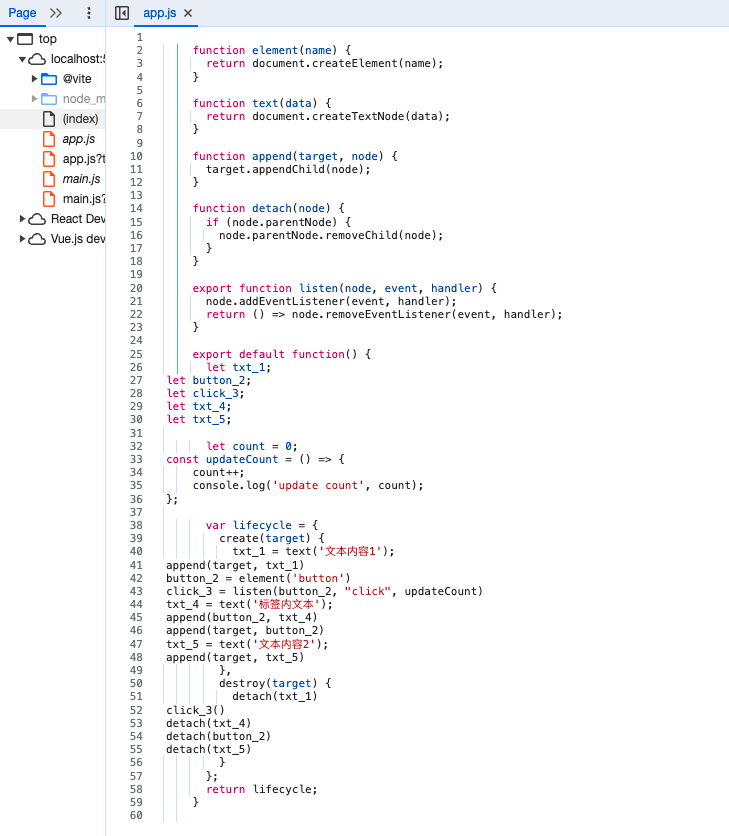 Page
top
localhost:5
@vite
node_m
(index)
app.js
app.js?t
main.js
main.js?
React Dev
Vue.js dev
app.js
1
2 function element(name) {
3 return document.createElement(name);
4 }
5
6 function text(data) {
7 return document.createTextNode(data);
8 }
9
10 function append(target, node) {
11 target.appendChild(node);
12 }
13
14 function detach(node) {
15 if (node.parentNode) {
16 node.parentNode.removeChild(node);
17 }
18 }
19
20 export function listen(node, event, handler) {
21 node.addEventListener(event, handler);
22 return () => node.removeEventListener(event, handler);
23 }
24
25 export default function() {
26 let txt_1;
27 let button_2;
28 let click_3;
29 let txt_4;
30 let txt_5;
31
32 let count = 0;
33 const updateCount = () => {
34 count++;
35 console.log('update count', count);
36 };
37
38 var lifecycle = {
39 create(target) {
40 txt_1 = text('文本内容1');
41 append(target, txt_1)
42 button_2 = element('button')
43 click_3 = listen(button_2, "click", updateCount)
44 txt_4 = text('标签内文本');
45 append(button_2, txt_4)
46 append(target, button_2)
47 txt_5 = text('文本内容2');
48 append(target, txt_5)
49 },
50 destroy(target) {
51 detach(txt_1)
52 click_3()
53 detach(txt_4)
54 detach(button_2)
55 detach(txt_5)
56 }
57 };
58 return lifecycle;
59 }
60